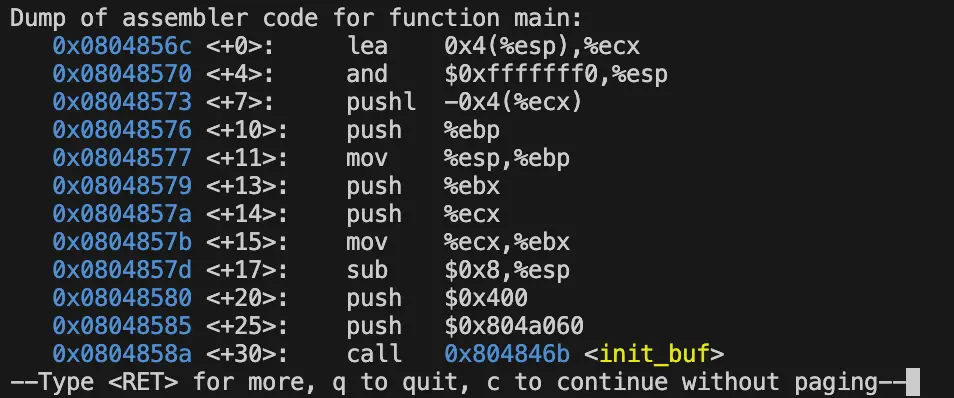 Dump of assembler code for function main:
   0x0804856c <+0>:     lea    0x4(%esp),%ecx
   0x08048570 <+4>:     and    $0xfffffff0,%esp
   0x08048573 <+7>:     pushl  -0x4(%ecx)
   0x08048576 <+10>:    push   %ebp
   0x08048577 <+11>:    mov    %esp,%ebp
   0x08048579 <+13>:    push   %ebx
   0x0804857a <+14>:    push   %ecx
   0x0804857b <+15>:    mov    %ecx,%ebx
   0x0804857d <+17>:    sub    $0x8,%esp
   0x08048580 <+20>:    push   $0x400
   0x08048585 <+25>:    push   $0x804a060
   0x0804858a <+30>:    call   0x804846b <init_buf>
--Type <RET> for more, q to quit, c to continue without paging--